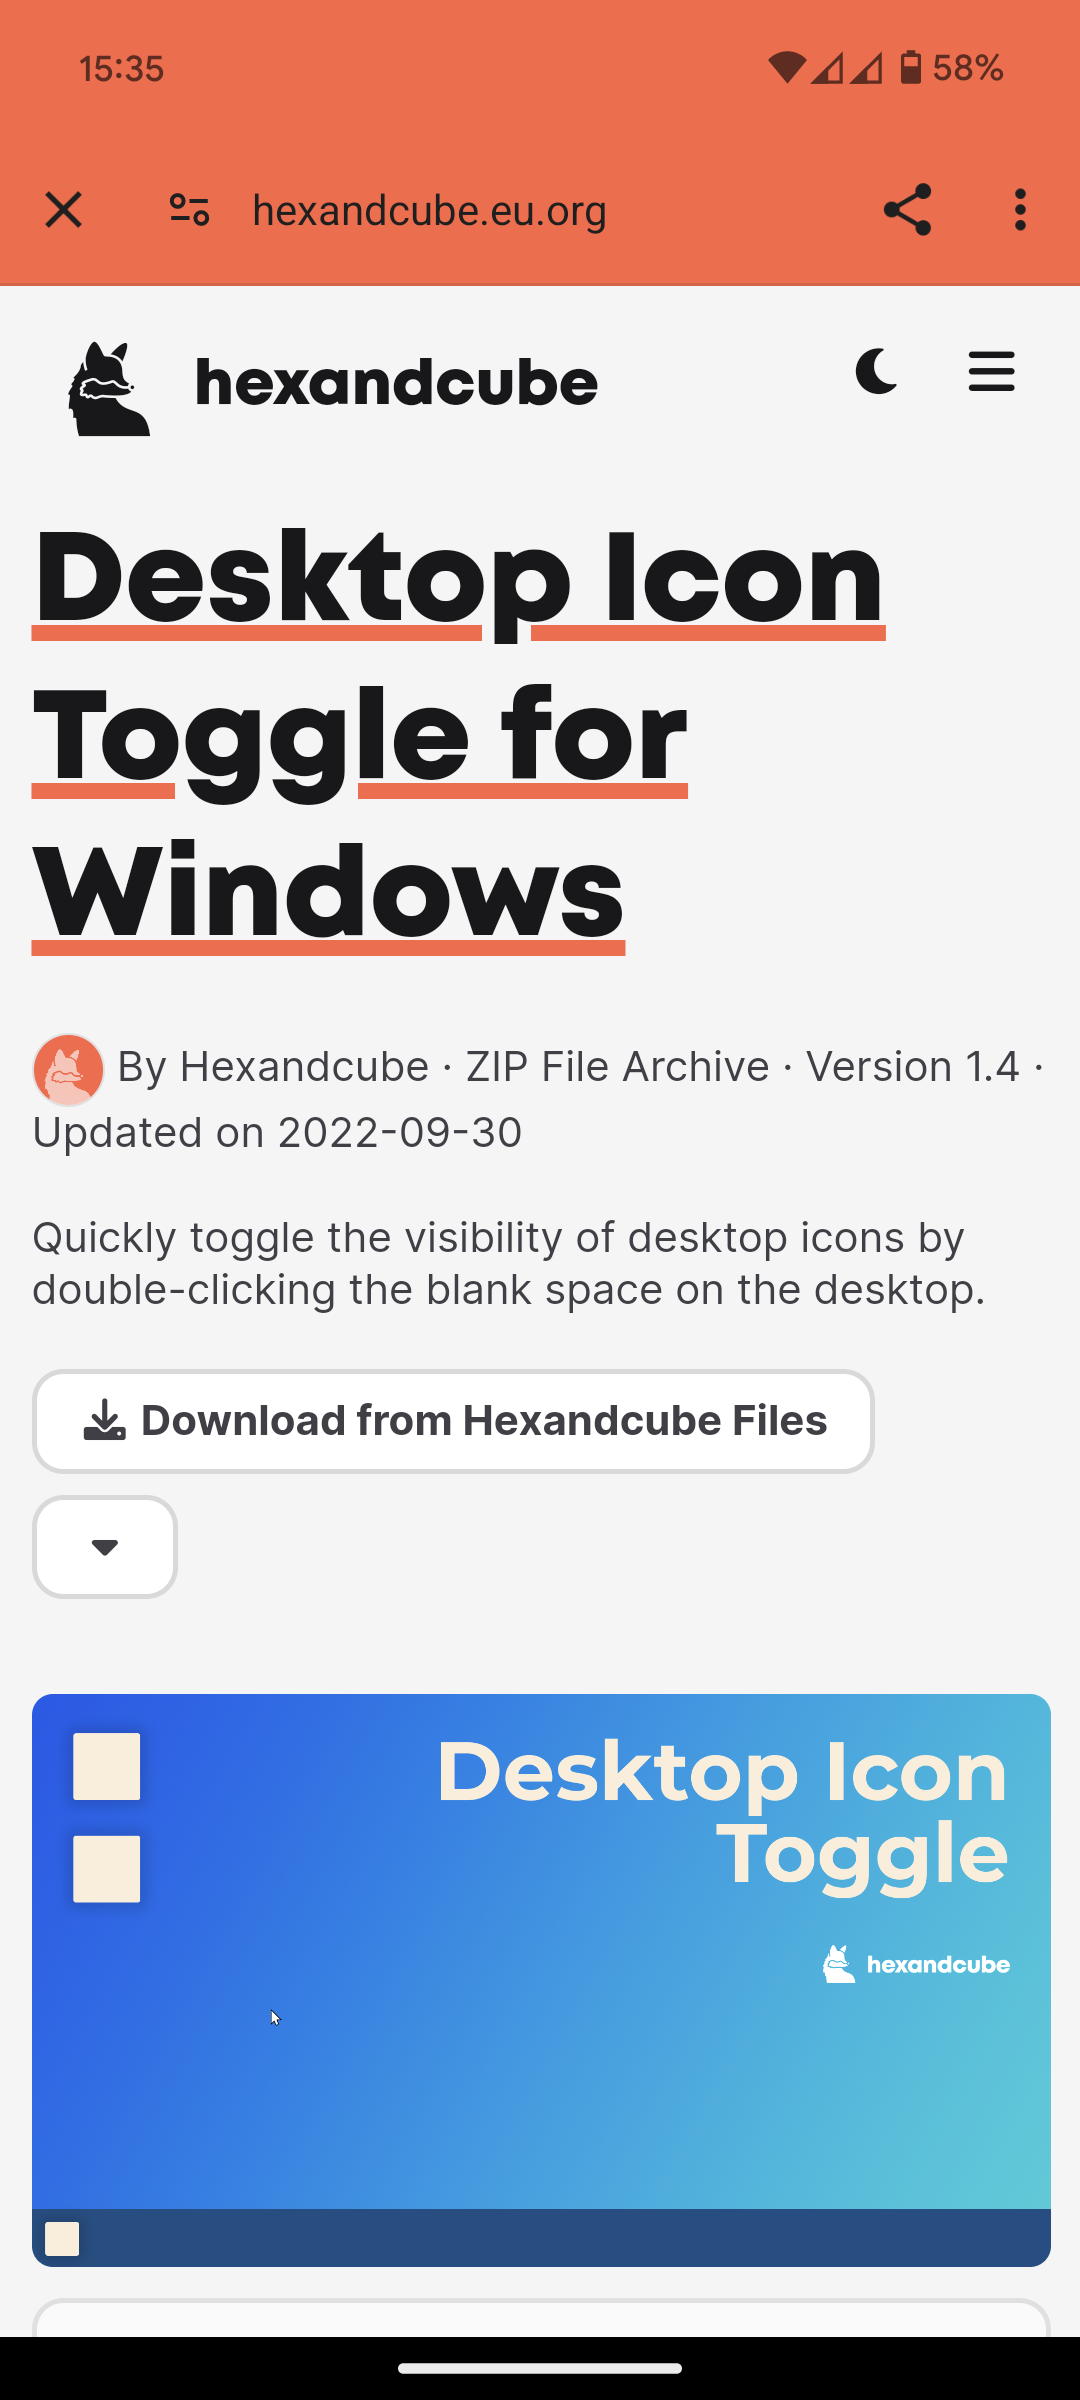 15:35
58%
hexandcube.eu.org
hexandcube
Desktop Icon
Toggle for
Windows
By Hexandcube · ZIP File Archive · Version 1.4 ·
Updated on 2022-09-30
Quickly toggle the visibility of desktop icons by
double-clicking the blank space on the desktop.
Download from Hexandcube Files
Desktop Icon
Toggle
hexandcube